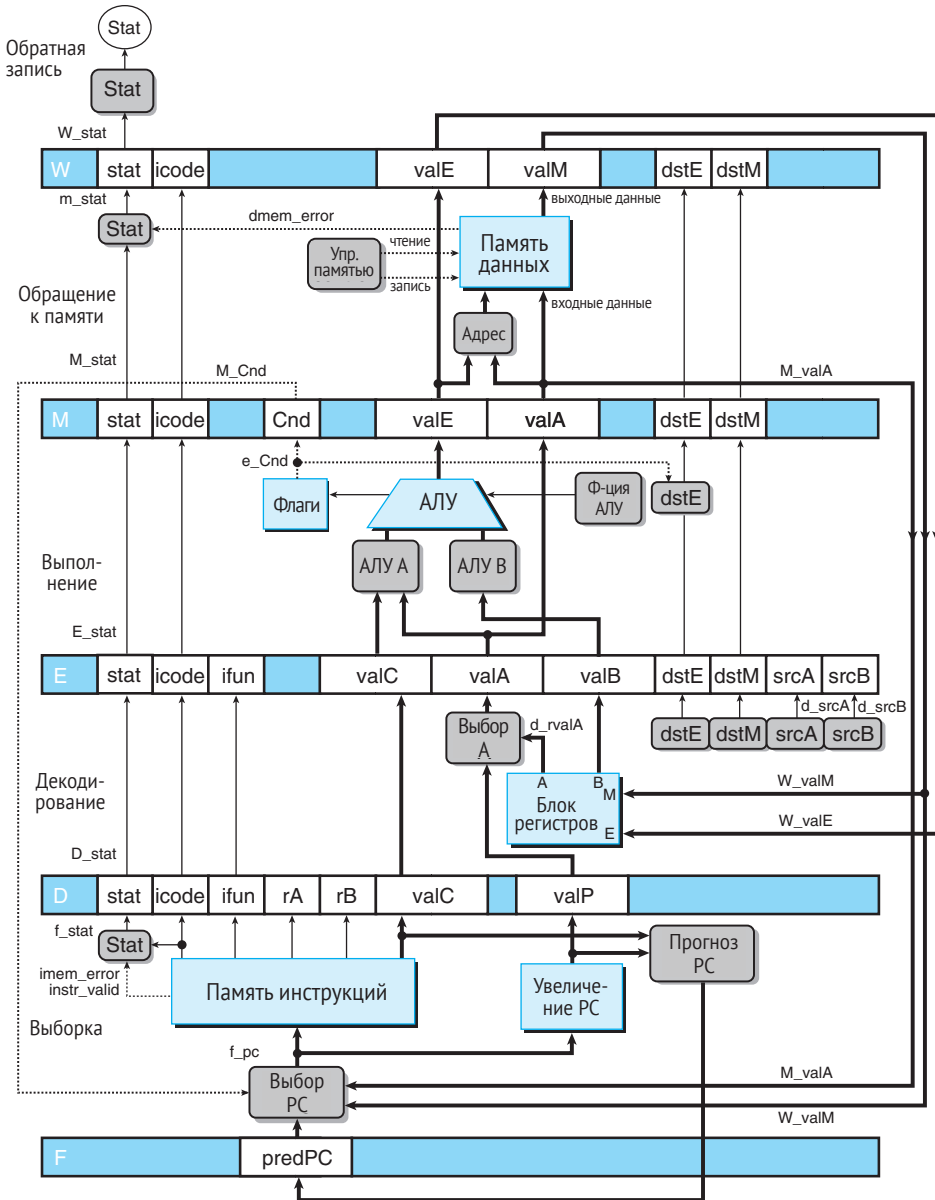 Stat
Обратная
запись
Stat
W_stat
W stat icode valE valM dstE dstM
m_stat
выходные данные
dmem_error
Stat
чтение
Упр.
памятью
запись
Память
данных
Обращение
к памяти
входные данные
Адрес
M_stat
M_Cnd
M_valA
M stat icode Cnd valE valA dstE dstM
e_Cnd
Флаги
АЛУ
Ф-ция
АЛУ
dstE
АЛУ A
АЛУ B
Выпол-
нение
E_stat
E stat icode ifun valC valA valB dstE dstM srcA srcB
d_srcA
d_srcB
Выбор
A
d_rvalA
dstE
dstM
srcA
srcB
Декоди-
рование
A
B
M
Блок
регистров
E
W_valM
W_valE
D_stat
D stat icode ifun rA rB valC valP
f_stat
Stat
Прогноз
PC
imem_error
instr_valid
Память инструкций
Увеличе-
ние PC
Выборка
f_pc
Выбор
PC
M_valA
W_valM
F predPC